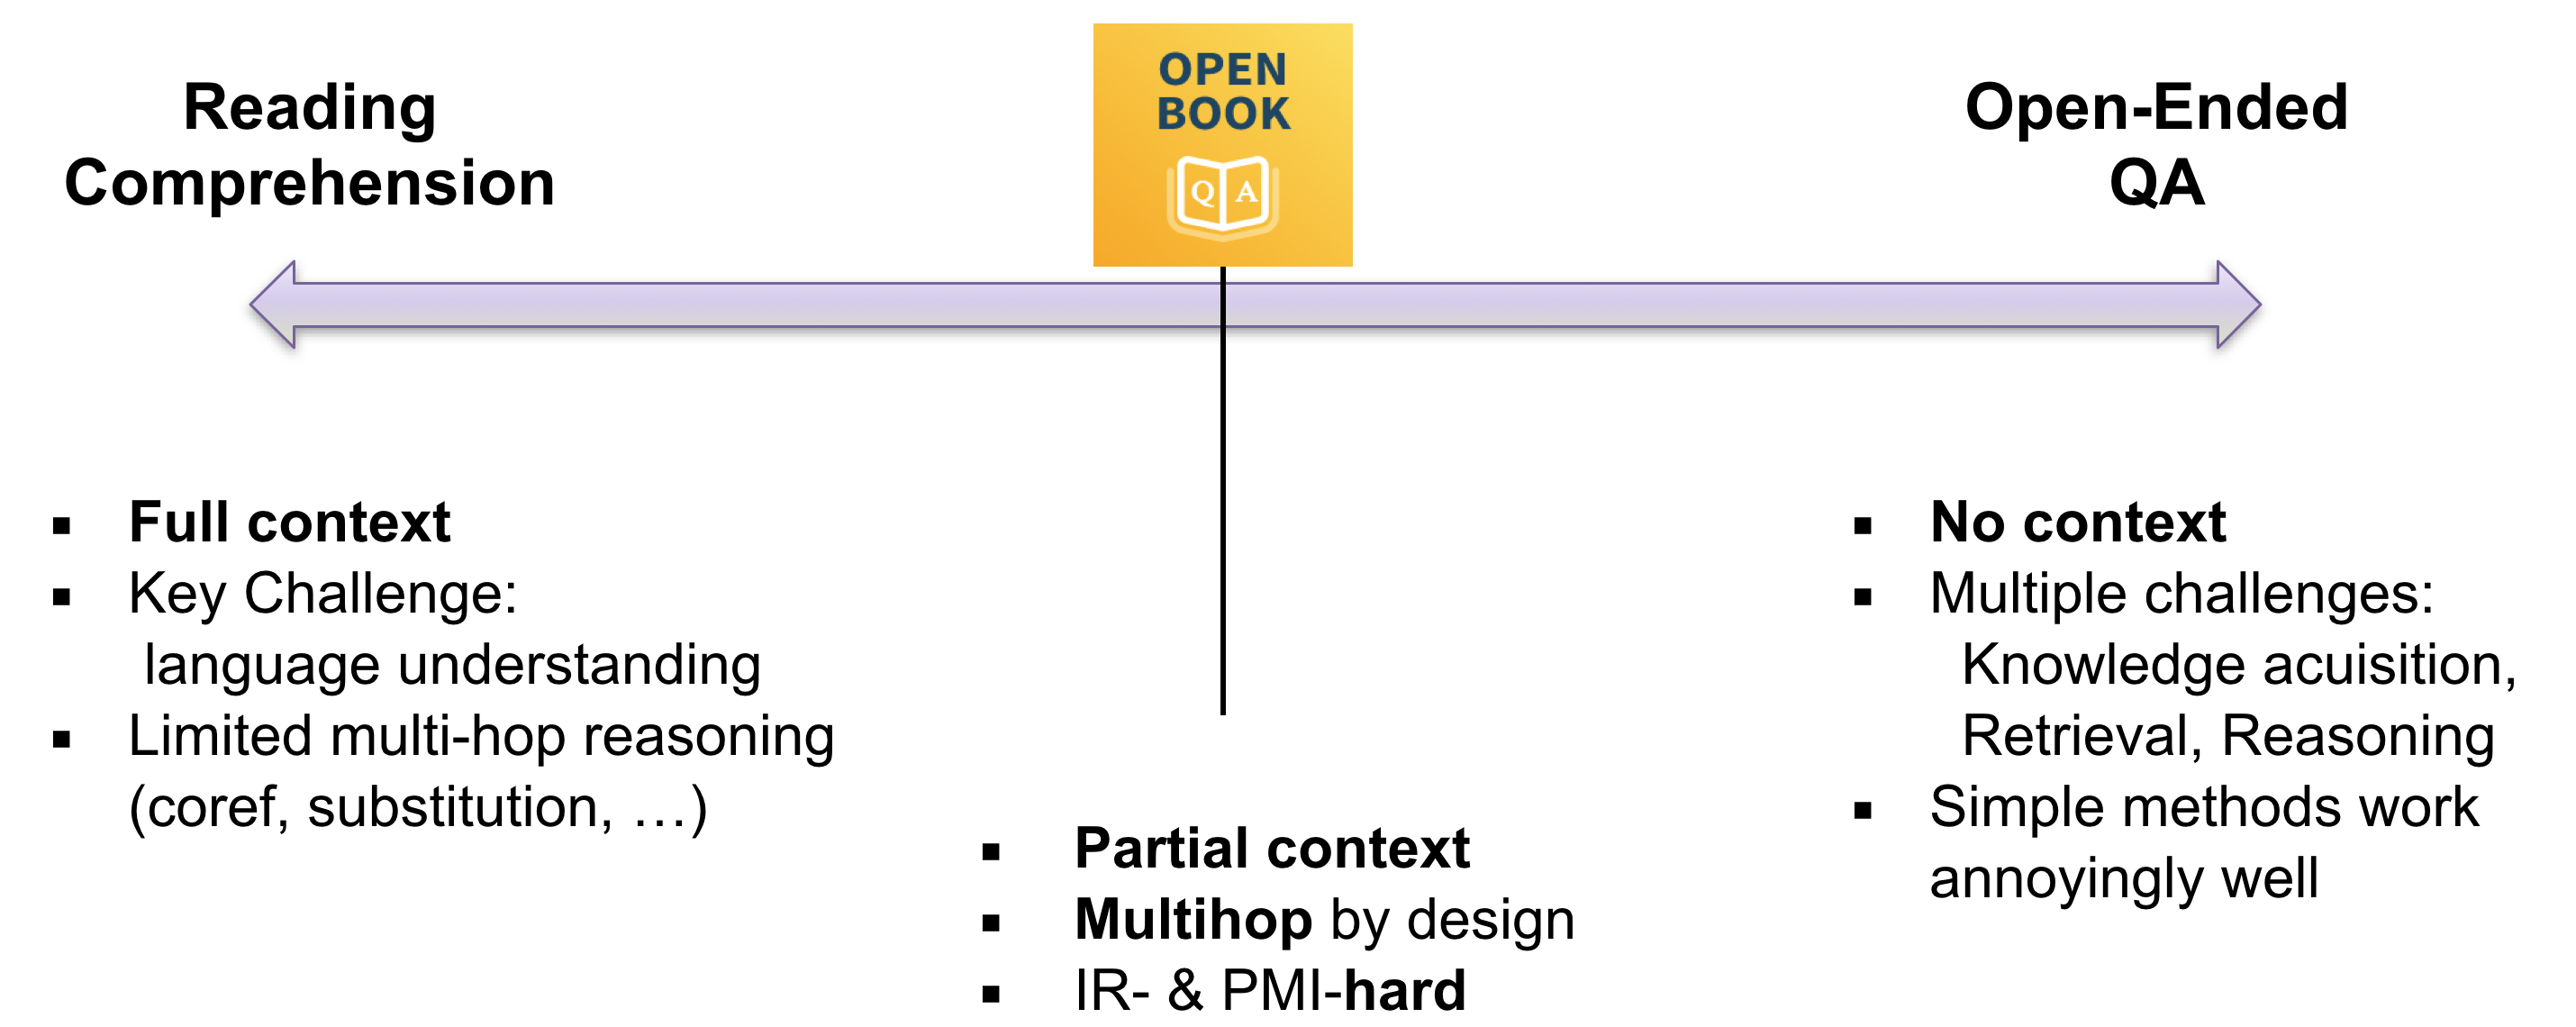 Reading
Comprehension
OPEN
BOOK
Q A
Open-Ended
QA
▪ Full context
▪ Key Challenge:
language understanding
▪ Limited multi-hop reasoning
(coref, substitution, …)
▪ Partial context
▪ Multihop by design
▪ IR- & PMI-hard
▪ No context
▪ Multiple challenges:
Knowledge acuisition,
Retrieval, Reasoning
▪ Simple methods work
annoyingly well